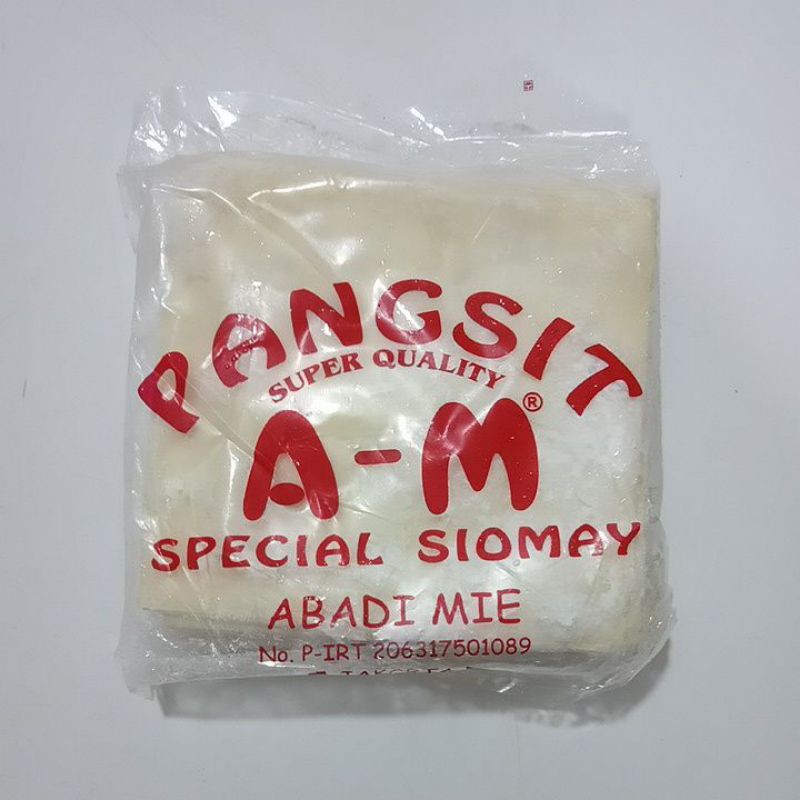 PANGSIT
SUPER QUALITY
A-M®
SPECIAL SIOMAY
ABADI MIE
No. P-IRT 206317501089